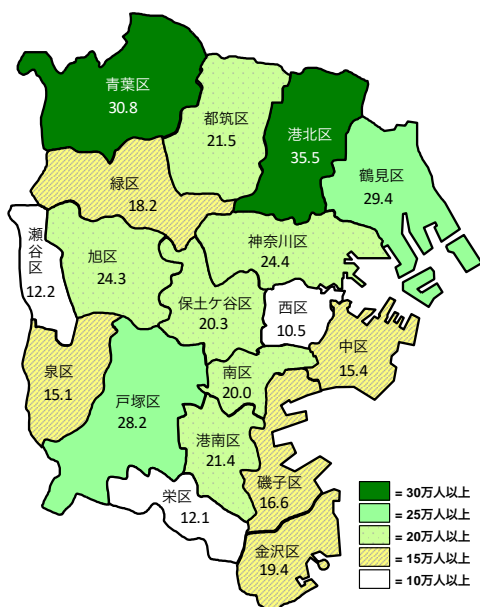 青葉区
30.8
都筑区
21.5
港北区
35.5
鶴見区
29.4
緑区
18.2
瀬谷区
12.2
旭区
24.3
神奈川区
24.4
保土ケ谷区
20.3
西区
10.5
中区
15.4
泉区
15.1
戸塚区
28.2
南区
20.0
港南区
21.4
磯子区
16.6
栄区
12.1
金沢区
19.4
= 30万人以上
= 25万人以上
= 20万人以上
= 15万人以上
= 10万人以上